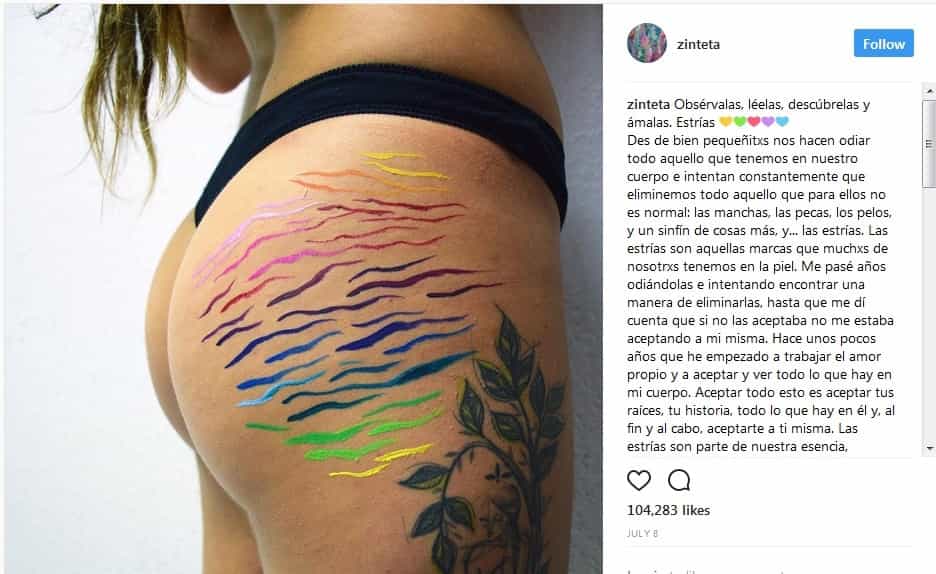 zinteta
Follow
zinteta Obsérvalas, léelas, descúbrelas y
ámalas. Estrías 💛💚❤️💜💙
Des de bien pequeñitxs nos hacen odiar
todo aquello que tenemos en nuestro
cuerpo e intentan constantemente que
eliminemos todo aquello que para ellos no
es normal: las manchas, las pecas, los pelos,
y un sinfín de cosas más, y... las estrías. Las
estrías son aquellas marcas que muchxs de
nosotrxs tenemos en la piel. Me pasé años
odiándolas e intentando encontrar una
manera de eliminarlas, hasta que me dí
cuenta que si no las aceptaba no me estaba
aceptando a mi misma. Hace unos pocos
años que he empezado a trabajar el amor
propio y a aceptar y ver todo lo que hay en
mi cuerpo. Aceptar todo esto es aceptar tus
raíces, tu historia, todo lo que hay en él y, al
fin y al cabo, aceptarte a ti misma. Las
estrías son parte de nuestra esencia,
104,283 likes
JULY 8